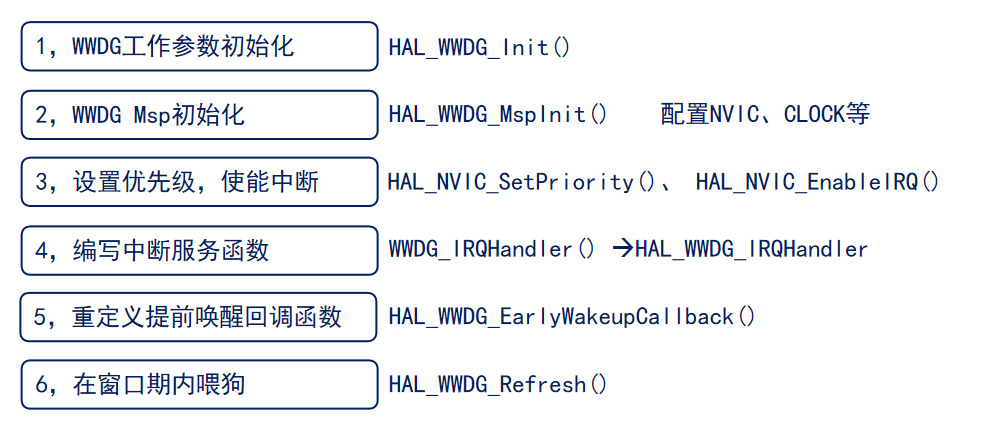 1，WWDG工作参数初始化 HAL_WWDG_Init()
2，WWDG Msp初始化 HAL_WWDG_MspInit() 配置NVIC、CLOCK等
3，设置优先级，使能中断 HAL_NVIC_SetPriority()、 HAL_NVIC_EnableIRQ()
4，编写中断服务函数 WWDG_IRQHandler() →HAL_WWDG_IRQHandler
5，重定义提前唤醒回调函数 HAL_WWDG_EarlyWakeupCallback()
6，在窗口期内喂狗 HAL_WWDG_Refresh()